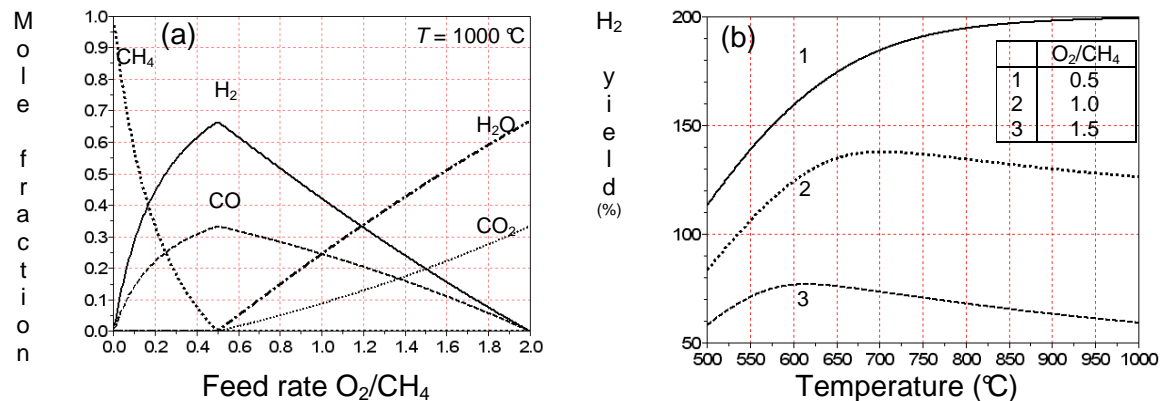 Mole fraction
(a)
T = 1000 °C
CH4
H2
CO
H2O
CO2
1.0
0.9
0.8
0.7
0.6
0.5
0.4
0.3
0.2
0.1
0.0
0.0 0.2 0.4 0.6 0.8 1.0 1.2 1.4 1.6 1.8 2.0
Feed rate O2/CH4
H2 yield (%)
(b)
O2/CH4
1 0.5
2 1.0
3 1.5
1
2
3
200
150
100
50
500 550 600 650 700 750 800 850 900 950 1000
Temperature (°C)